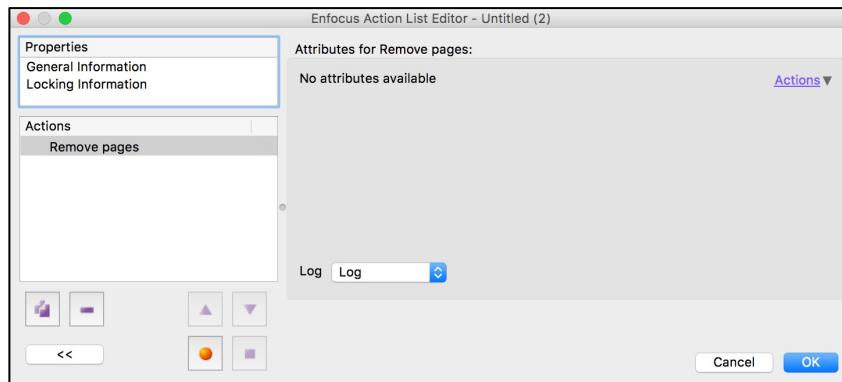 Enfocus Action List Editor - Untitled (2)
Properties
General Information
Locking Information
Actions
Remove pages
<<
Attributes for Remove pages:
No attributes available
Actions▼
Log Log
Cancel OK